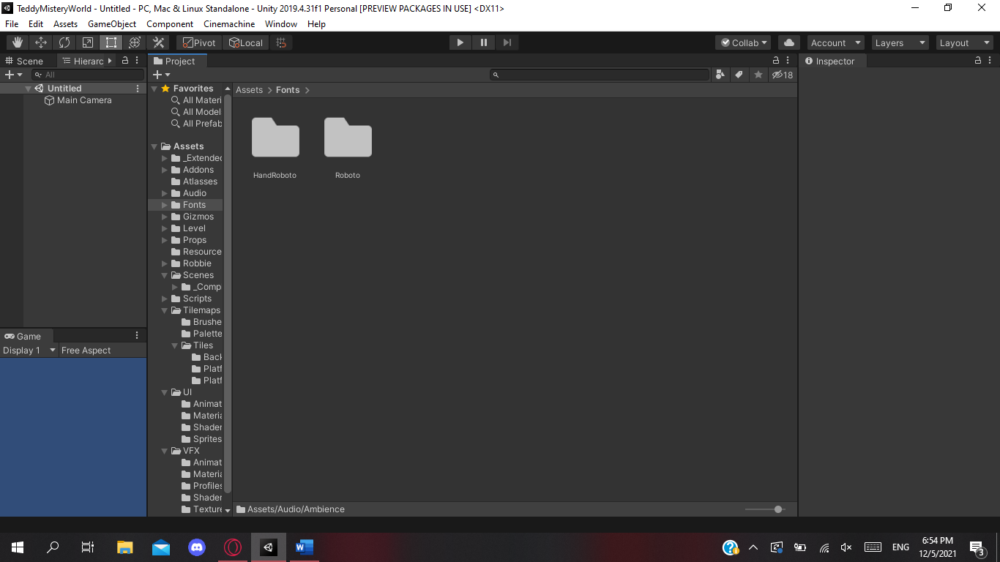 TeddyMisteryWorld - Untitled - PC, Mac & Linux Standalone - Unity 2019.4.31f1 Personal [PREVIEW PACKAGES IN USE] <DX11>
File Edit Assets GameObject Component Cinemachine Window Help
Pivot Local Collab Account Layers Layout
Scene Hierarc Project Inspector
All 18
Untitled
Main Camera
Favorites
All Materi
All Model
All Prefab
Assets
_Extended
Addons
Atlasses
Audio
Fonts
Gizmos
Level
Props
Resource
Robbie
Scenes
_Comp
Scripts
Tilemaps
Brushe
Palette
Tiles
Back
Platf
Platf
UI
Animat
Materia
Shader
Sprites
VFX
Animat
Materia
Profiles
Shader
Texture
Assets > Fonts >
HandRoboto Roboto
Assets/Audio/Ambience
Game
Display 1 Free Aspect
ENG 6:54 PM
12/5/2021 3